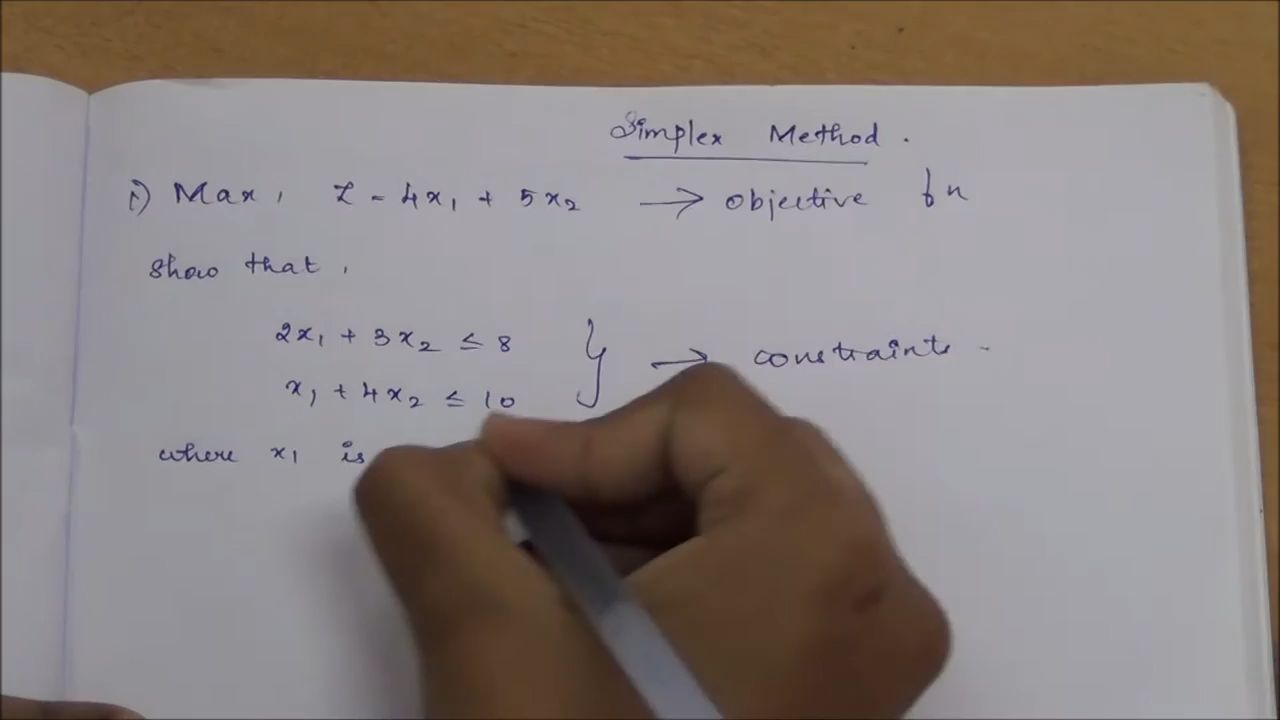 Simplex Method.
i) Max, Z = 4x₁ + 5x₂ → objective fn
Show that,
2x₁ + 3x₂ ≤ 8
x₁ + 4x₂ ≤ 10 } → constraints.
where x₁ is